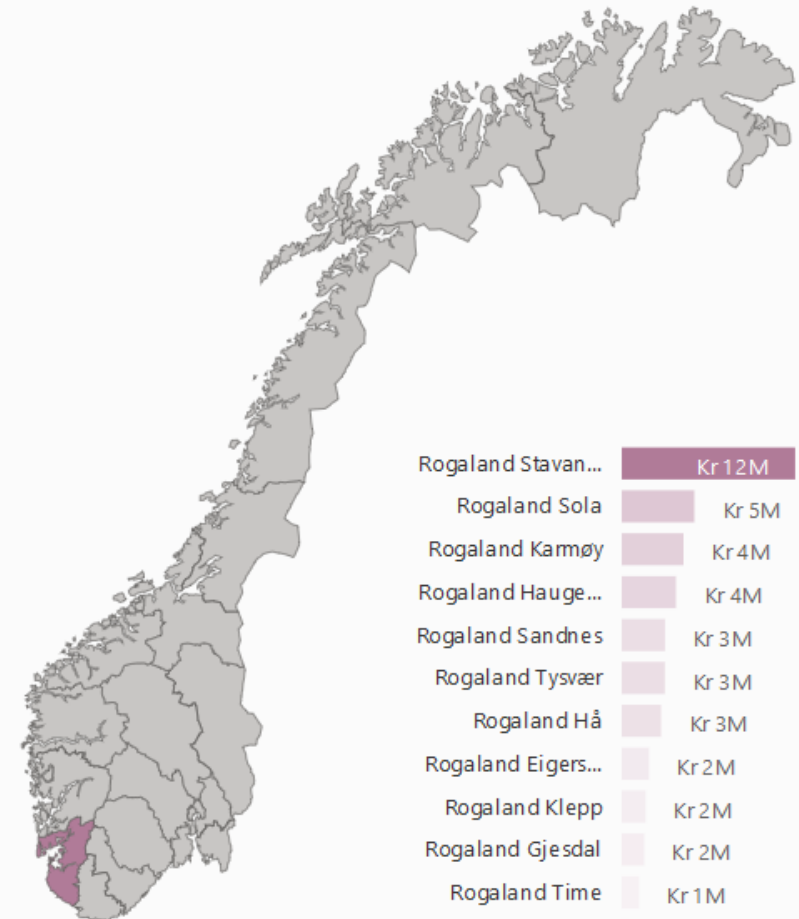 Rogaland Stavan... Kr 12M
Rogaland Sola Kr 5M
Rogaland Karmøy Kr 4M
Rogaland Hauge... Kr 4M
Rogaland Sandnes Kr 3M
Rogaland Tysvær Kr 3M
Rogaland Hå Kr 3M
Rogaland Eigers... Kr 2M
Rogaland Klepp Kr 2M
Rogaland Gjesdal Kr 2M
Rogaland Time Kr 1M